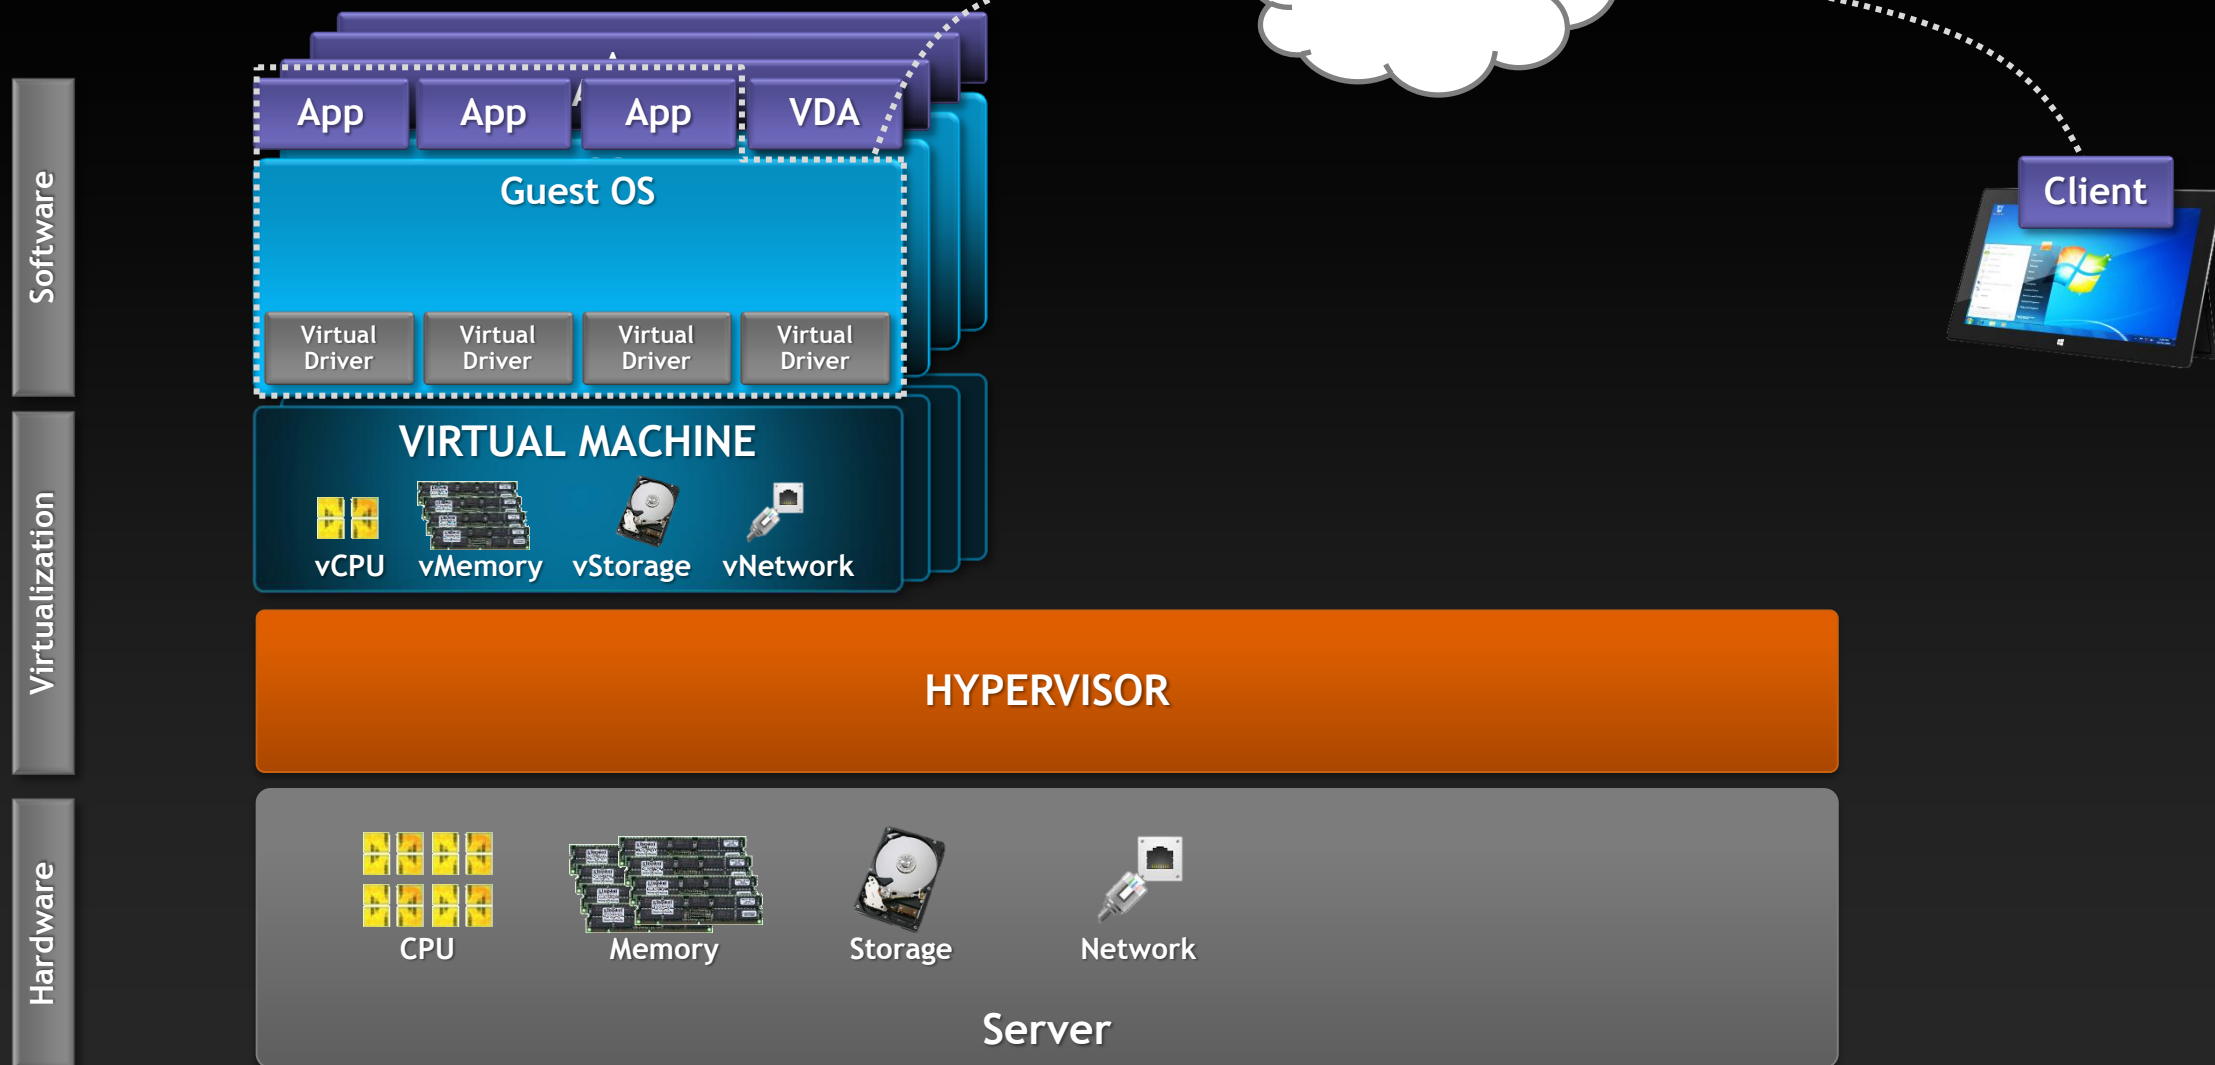 App
App
App
VDA
Guest OS
Virtual
Driver
Virtual
Driver
Virtual
Driver
Virtual
Driver
VIRTUAL MACHINE
vCPU
vMemory
vStorage
vNetwork
HYPERVISOR
CPU
Memory
Storage
Network
Server
Client
Software
Virtualization
Hardware